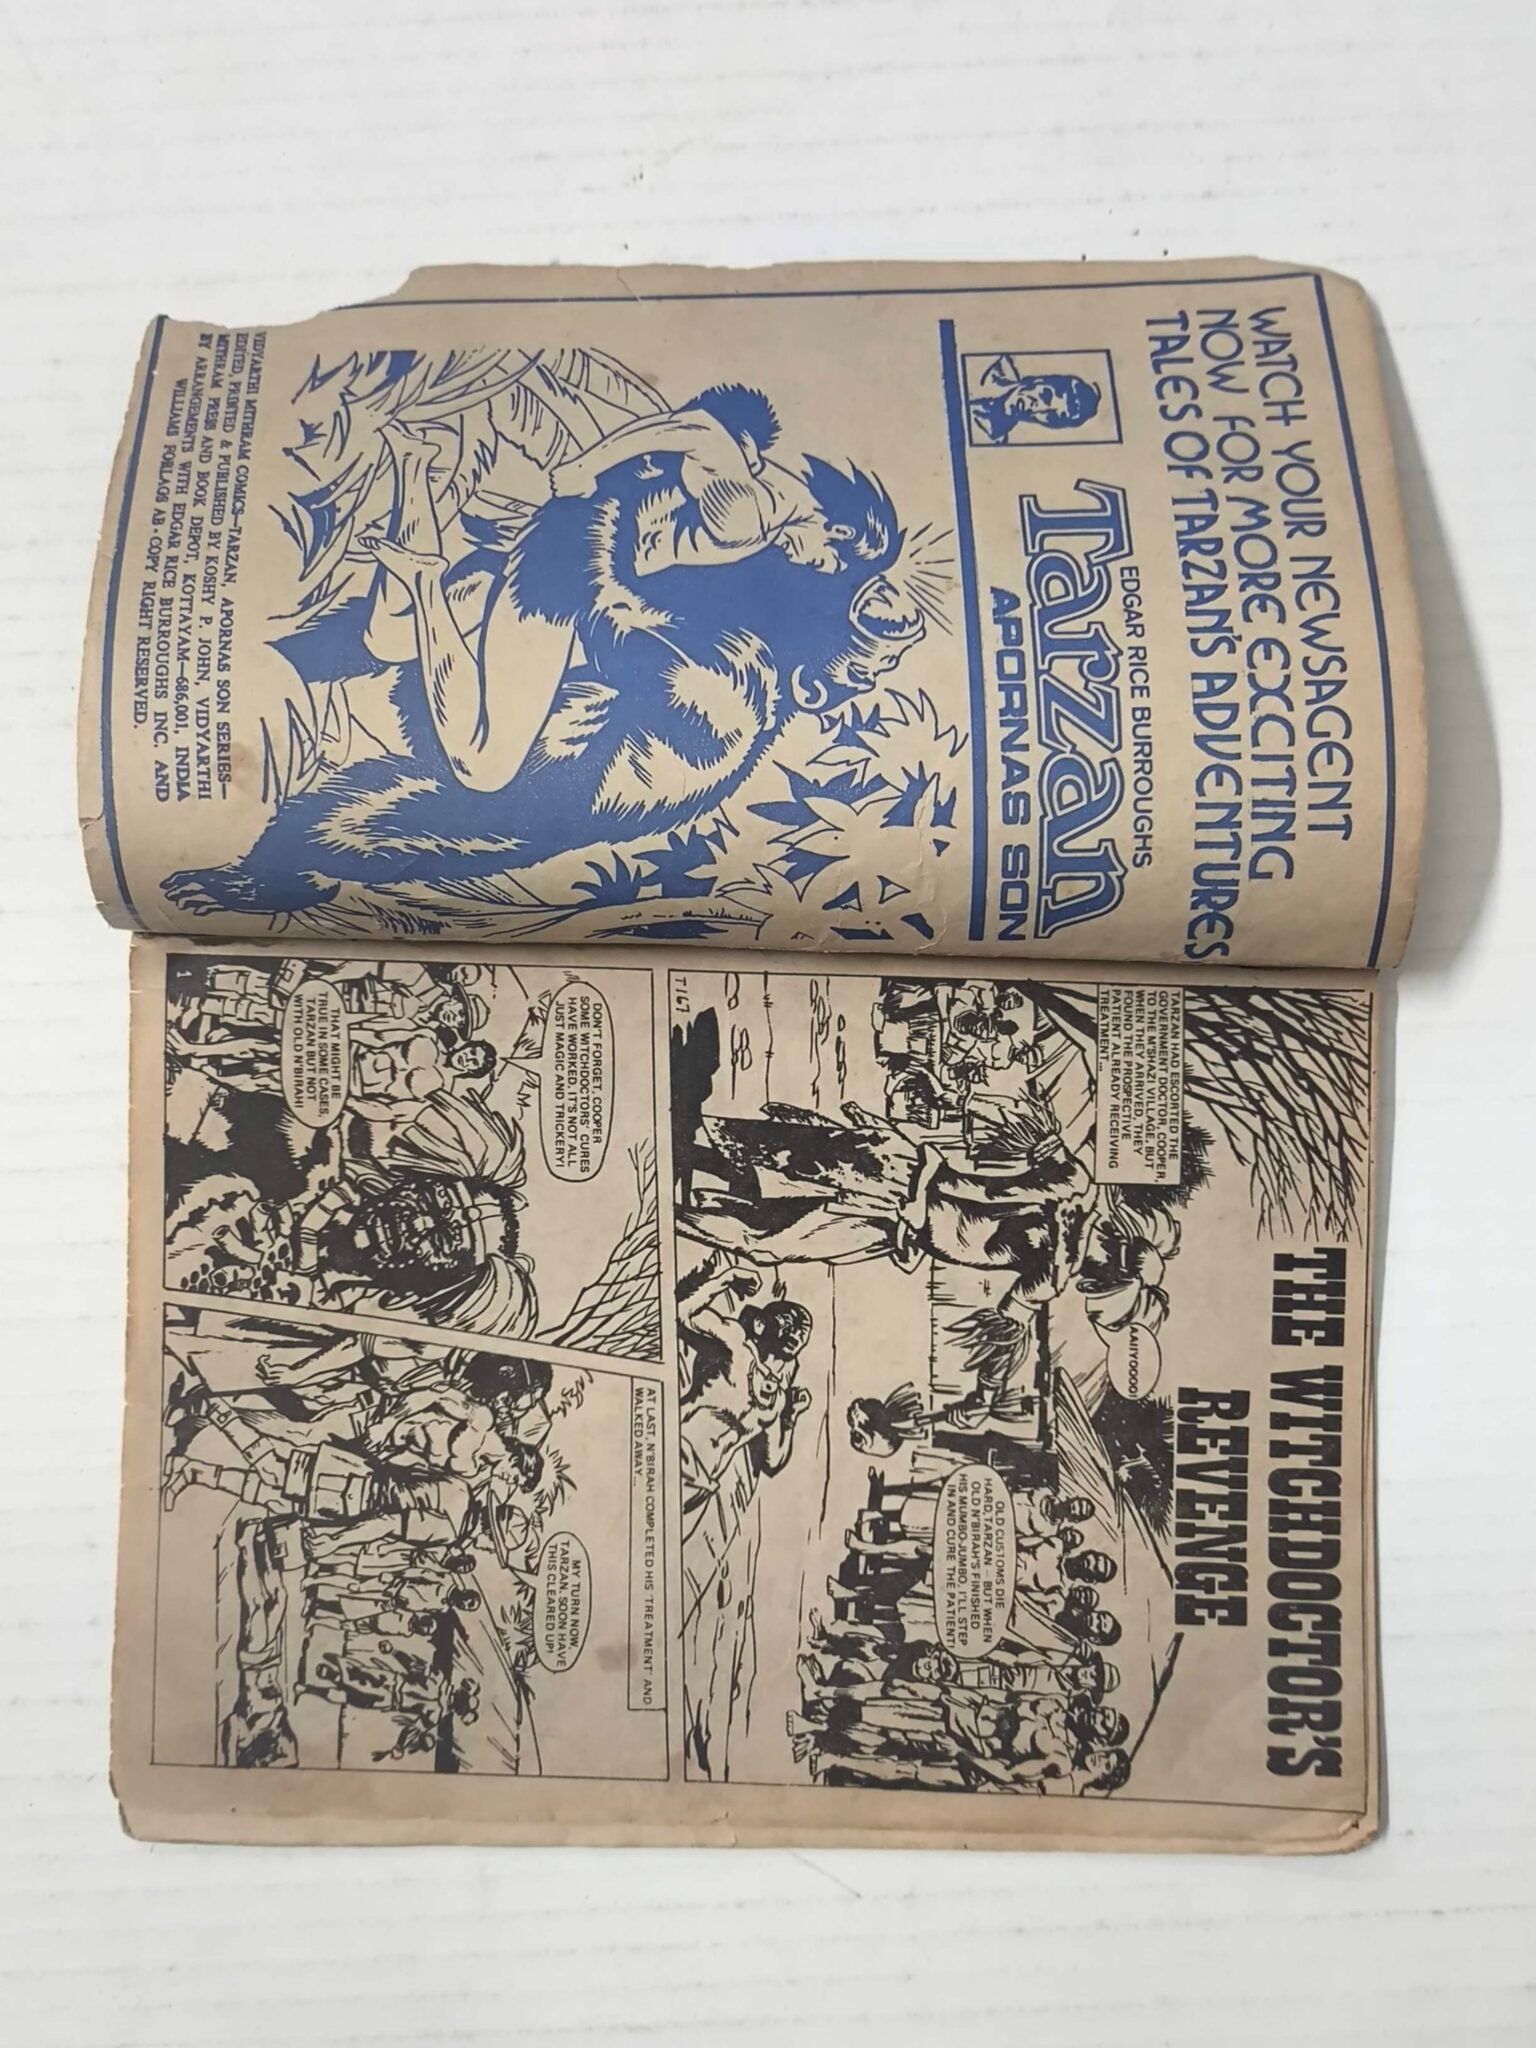 WATCH YOUR NEWSAGENT
NOW FOR MORE EXCITING
TALES OF TARZAN'S ADVENTURES
EDGAR RICE BURROUGHS
Tarzan
APORNAS SON
VIDYARTHI MITHRAM COMICS—TARZAN, APORNAS SON SERIES—
EDITED, PRINTED & PUBLISHED BY KOSHY P. JOHN, VIDYARTHI
MITHRAM PRESS AND BOOK DEPOT, KOTTAYAM—686,001, INDIA
BY ARRANGEMENTS WITH EDGAR RICE BURROUGHS INC. AND
WILLIAMS FORLAGS AB - COPY RIGHT RESERVED.
THE WITCHDOCTOR'S
REVENGE
TARZAN HAD ESCORTED THE
GOVERNMENT DOCTOR, COOPER,
TO THE M'SHAZI VILLAGE, BUT
WHEN THEY ARRIVED, THEY
FOUND THE PROSPECTIVE
PATIENT ALREADY RECEIVING
TREATMENT...
AAIIYOOOO!
OLD CUSTOMS DIE
HARD, TARZAN – BUT WHEN
OLD N'BIRAH'S FINISHED
HIS MUMBO-JUMBO, I'LL STEP
IN AND CURE THE PATIENT!
T167
DON'T FORGET, COOPER
SOME WITCHDOCTORS' CURES
HAVE WORKED. IT'S NOT ALL
JUST MAGIC AND TRICKERY!
THAT MIGHT BE
TRUE IN SOME CASES,
TARZAN BUT NOT
WITH OLD N'BIRAH!
1
AT LAST, N'BIRAH COMPLETED HIS 'TREATMENT' AND
WALKED AWAY...
MY TURN NOW,
TARZAN. SOON HAVE
THIS CLEARED UP!